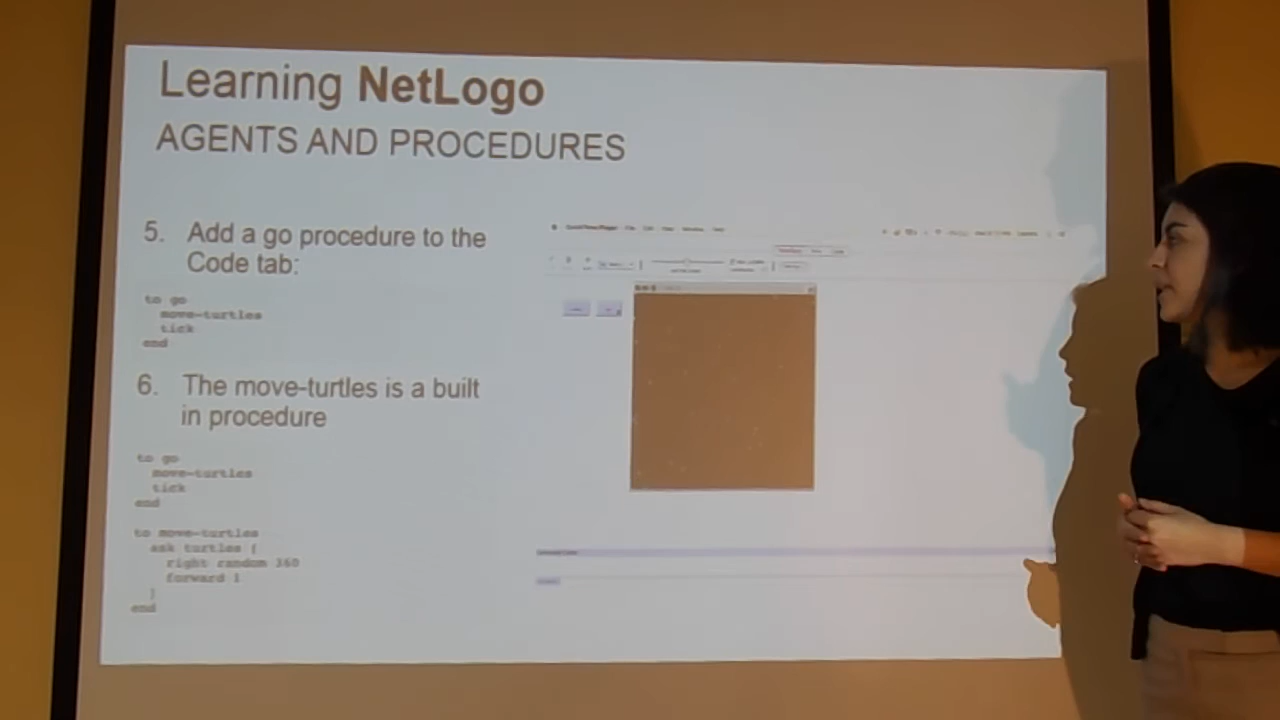 Learning NetLogo
AGENTS AND PROCEDURES
5. Add a go procedure to the
Code tab:
to go
move-turtles
tick
end
6. The move-turtles is a built
in procedure
to go
move-turtles
tick
end
to move-turtles
ask turtles [
right random 360
forward 1
]
end